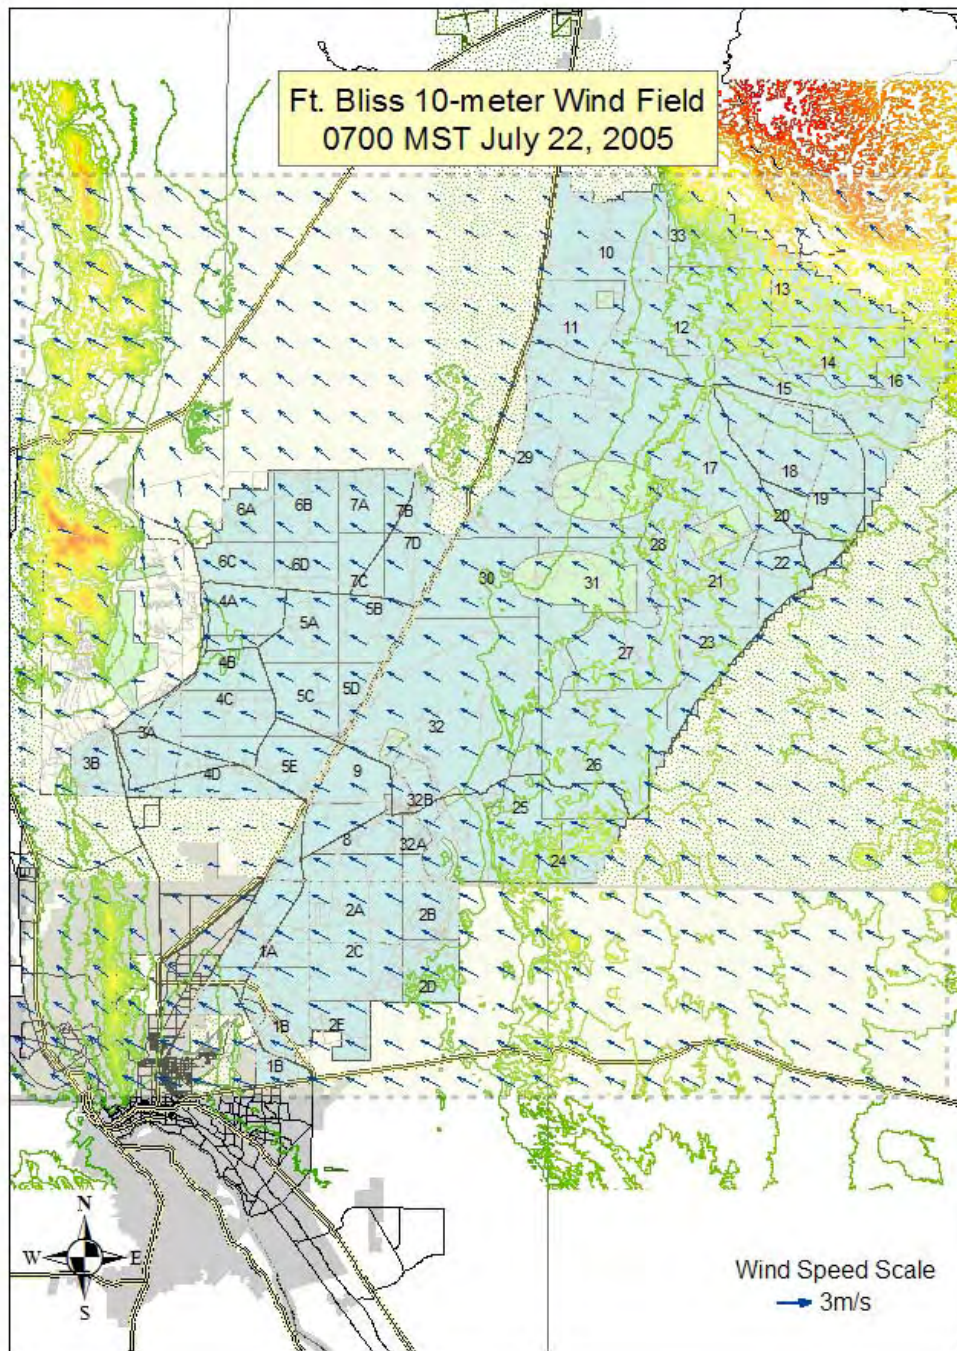 Ft. Bliss 10-meter Wind Field
0700 MST July 22, 2005
33
10
13
11
12
14
15
16
29
17
18
19
6A
6B
7A
7B
20
7D
28
22
6C
6D
7C
30
31
21
4A
5B
5A
27
23
4B
4C
5C
5D
32
3A
3B
4D
5E
9
26
32B
25
8
32A
24
2A
2B
1A
2C
2D
1B
2E
1B
N
W
E
S
Wind Speed Scale
3m/s